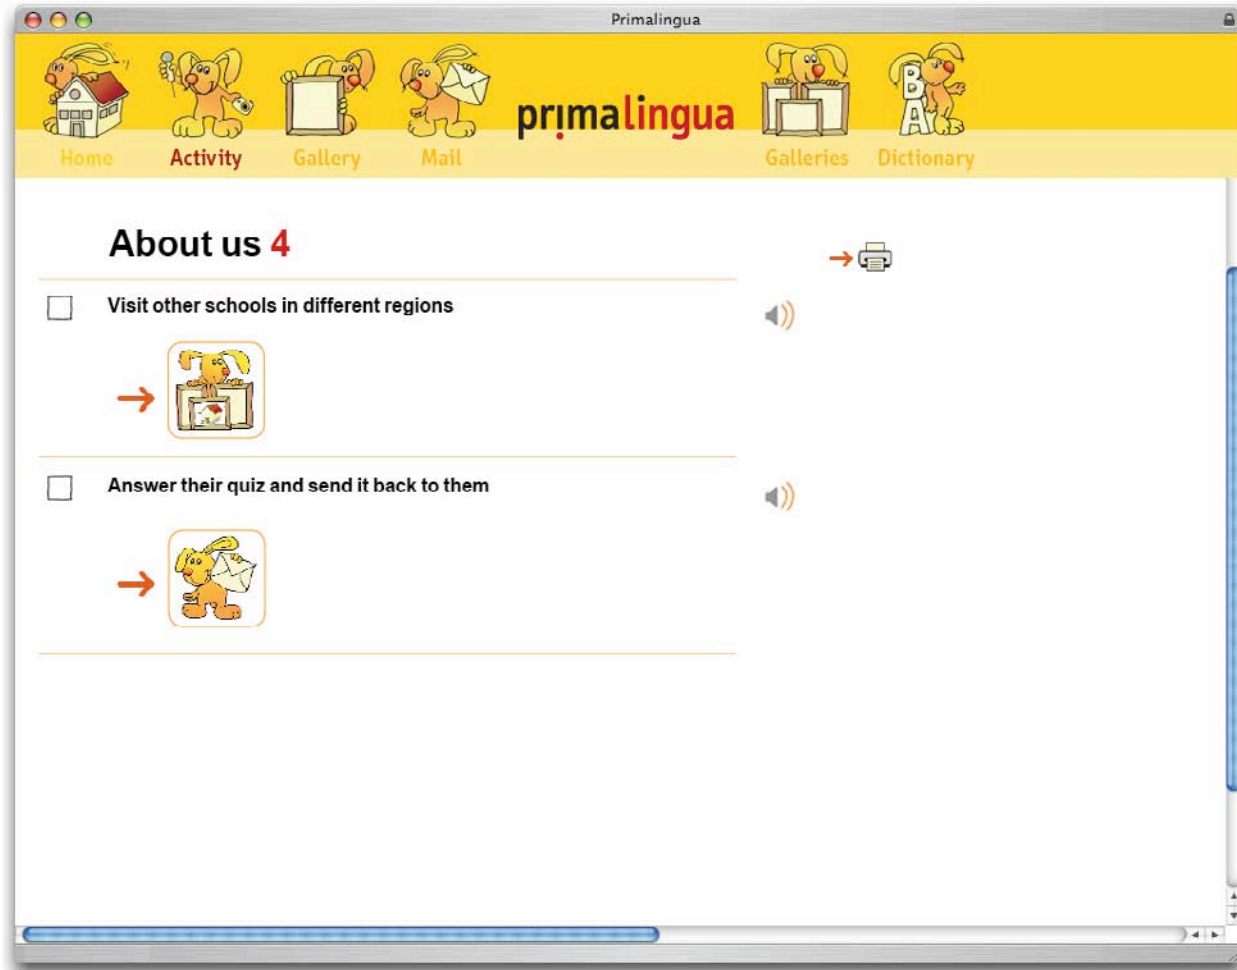 Primalingua
primalingua
Home Activity Gallery Mail Galleries Dictionary
B
A
About us 4
Visit other schools in different regions
Answer their quiz and send it back to them